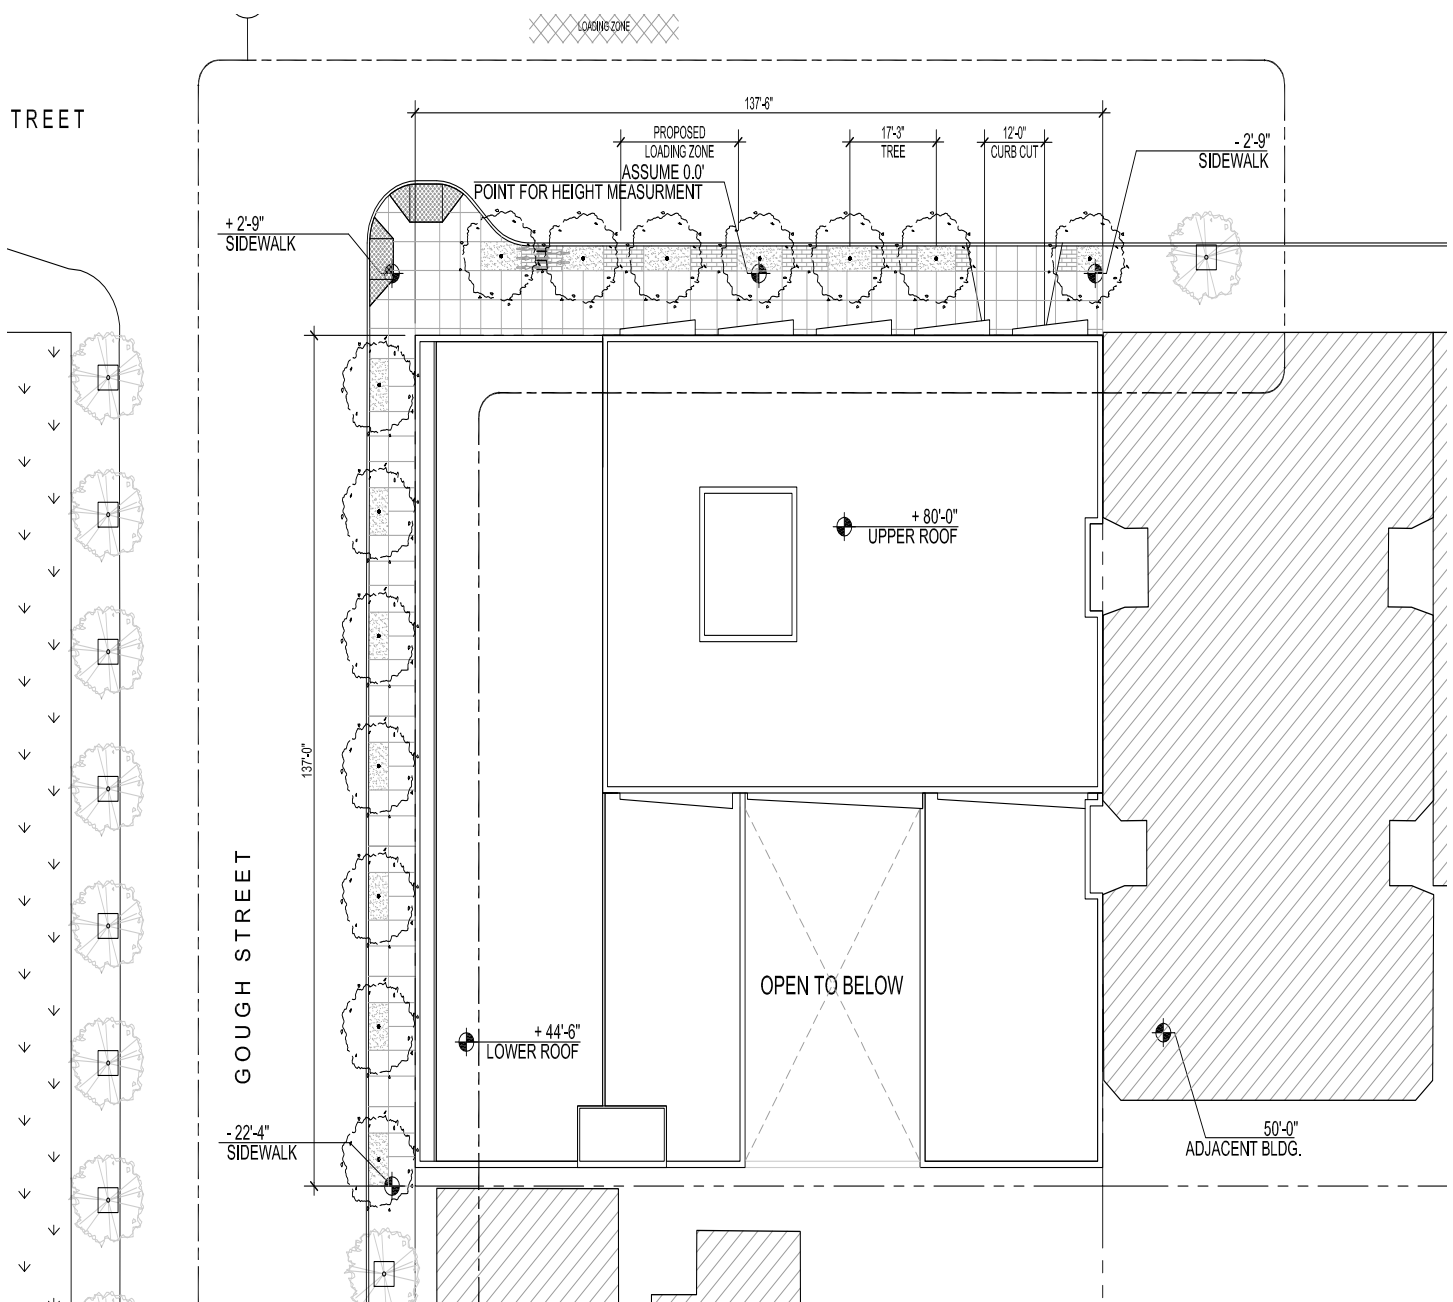 LOADING ZONE
137'-6"
TREET
PROPOSED
LOADING ZONE
17'-3"
TREE
12'-0"
CURB CUT
- 2'-9"
SIDEWALK
ASSUME 0.0'
POINT FOR HEIGHT MEASURMENT
+ 2'-9"
SIDEWALK
+ 80'-0"
UPPER ROOF
137'-0"
GOUGH STREET
OPEN TO BELOW
+ 44'-6"
LOWER ROOF
- 22'-4"
SIDEWALK
50'-0"
ADJACENT BLDG.